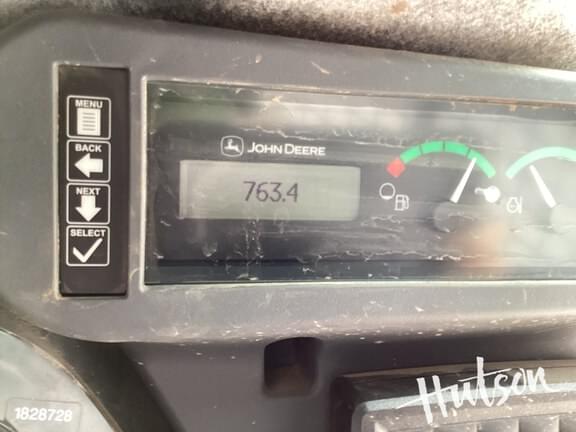 MENU
BACK
NEXT
SELECT
JOHN DEERE
763.4
1828728
Hutson